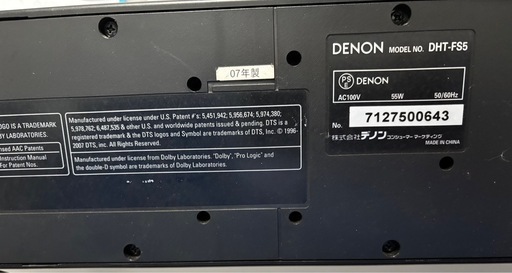 DENON MODEL NO. DHT-FS5
PS E DENON
AC100V 55W 50/60Hz
No. 7127500643
株式会社デノン コンシューマー マーケティング
MADE IN CHINA
07年製
OGO IS A TRADEMARK
BY LABORATORIES.
nsed AAC Patents
Instruction Manual
For Patent Nos.
Manufactured under license under U.S. Patent #'s: 5,451,942; 5,956,674; 5,974,380;
5,978,762; 6,487,535 & other U.S. and worldwide patents issued & pending. DTS is a
registered trademark & the DTS logos and Symbol are trademarks of DTS, Inc. © 1996-
2007 DTS, Inc. All Rights Reserved.
Manufactured under license from Dolby Laboratories. "Dolby", "Pro Logic" and
the double-D symbol are trademarks of Dolby Laboratories.